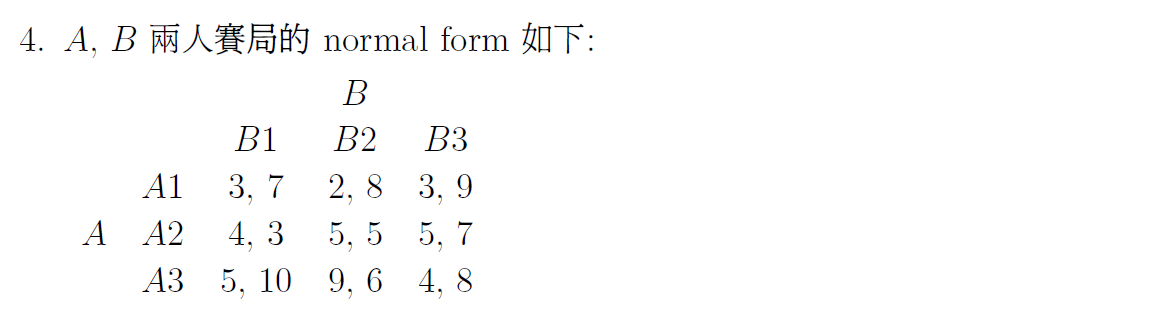 4. A, B 兩人賽局的 normal form 如下:
B
B1 B2 B3
A1 3, 7 2, 8 3, 9
A A2 4, 3 5, 5 5, 7
A3 5, 10 9, 6 4, 8